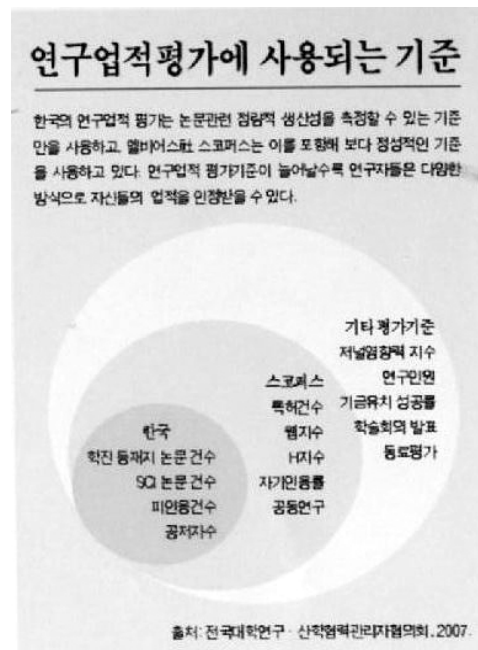 연구업적평가에 사용되는 기준
한국의 연구업적 평가는 논문관련 정량적 생산성을 측정할 수 있는 기준
만을 사용하고, 엘비어스社 스코퍼스는 이를 포함해 보다 정성적인 기준
을 사용하고 있다. 연구업적 평가기준이 늘어날수록 연구자들은 다양한
방식으로 자신들의 업적을 인정받을 수 있다.
기타 평가기준
저널영향력 지수
연구인원
기금유치 성공률
학술회의 발표
동료평가
스코퍼스
특허건수
웹지수
H지수
자기인용률
공동연구
한국
학진 등재지 논문 건수
SCI 논문 건수
피인용건수
공저자수
출처: 전국대학연구·산학협력관리자협의회, 2007.